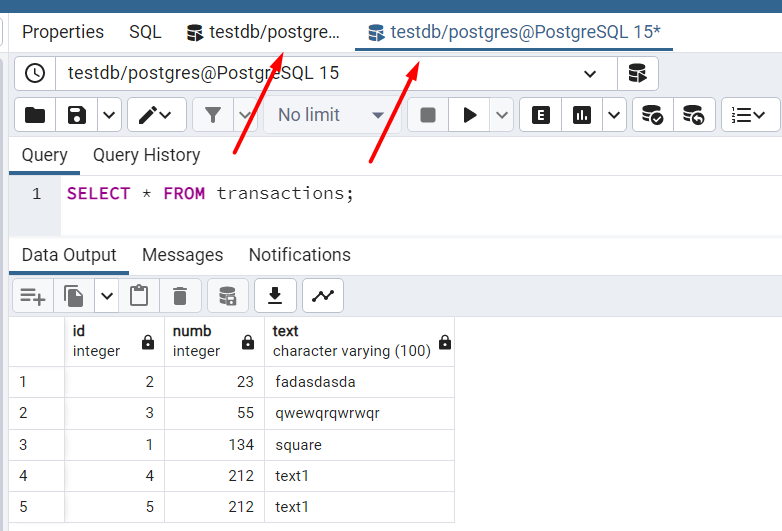 Properties SQL testdb/postgre... testdb/postgres@PostgreSQL 15*
testdb/postgres@PostgreSQL 15
No limit E
Query Query History
1 SELECT * FROM transactions;
Data Output Messages Notifications
id numb text
integer integer character varying (100)
1 2 23 fadasdasda
2 3 55 qwewqrqwrwqr
3 1 134 square
4 4 212 text1
5 5 212 text1